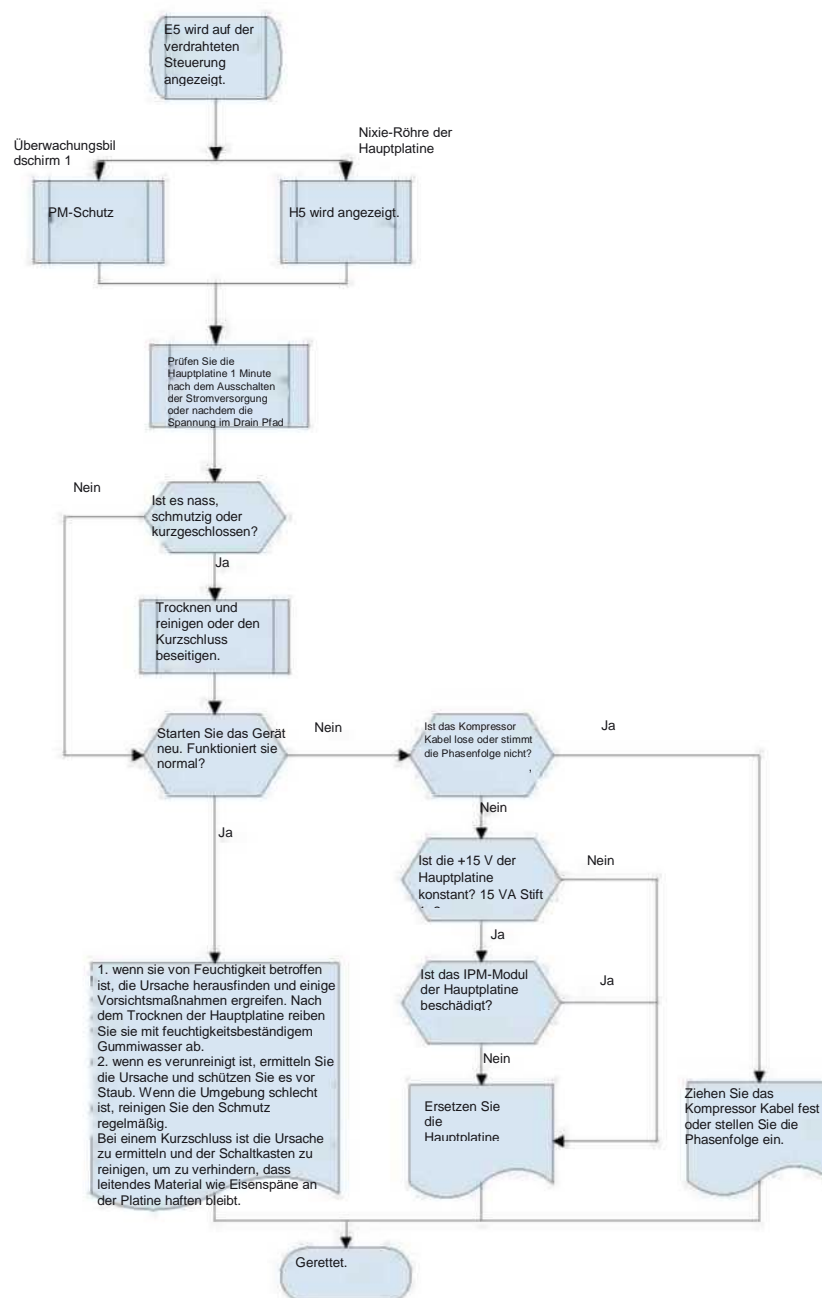 E5 wird auf der
verdrahteten
Steuerung
angezeigt.
Überwachungsbil
dschirm 1
Nixie-Röhre der
Hauptplatine
PM-Schutz
H5 wird angezeigt.
Prüfen Sie die
Hauptplatine 1 Minute
nach dem Ausschalten
der Stromversorgung
oder nachdem die
Spannung im Drain Pfad
Nein
Ist es nass,
schmutzig oder
kurzgeschlossen?
Ja
Trocknen und
reinigen oder den
Kurzschluss
beseitigen.
Starten Sie das Gerät
neu. Funktioniert sie
normal?
Nein
Ist das Kompressor
Kabel lose oder stimmt
die Phasenfolge nicht?
Ja
Nein
Ja
Ist die +15 V der
Hauptplatine
konstant? 15 VA Stift
Nein
Ja
Ist das IPM-Modul
der Hauptplatine
beschädigt?
Ja
Nein
1. wenn sie von Feuchtigkeit betroffen
ist, die Ursache herausfinden und einige
Vorsichtsmaßnahmen ergreifen. Nach
dem Trocknen der Hauptplatine reiben
Sie sie mit feuchtigkeitsbeständigem
Gummiwasser ab.
2. wenn es verunreinigt ist, ermitteln Sie
die Ursache und schützen Sie es vor
Staub. Wenn die Umgebung schlecht
ist, reinigen Sie den Schmutz
regelmäßig.
Bei einem Kurzschluss ist die Ursache
zu ermitteln und der Schaltkasten zu
reinigen, um zu verhindern, dass
leitendes Material wie Eisenspäne an
der Platine haften bleibt.
Ersetzen Sie
die
Hauptplatine
Ziehen Sie das
Kompressor Kabel fest
oder stellen Sie die
Phasenfolge ein.
Gerettet.